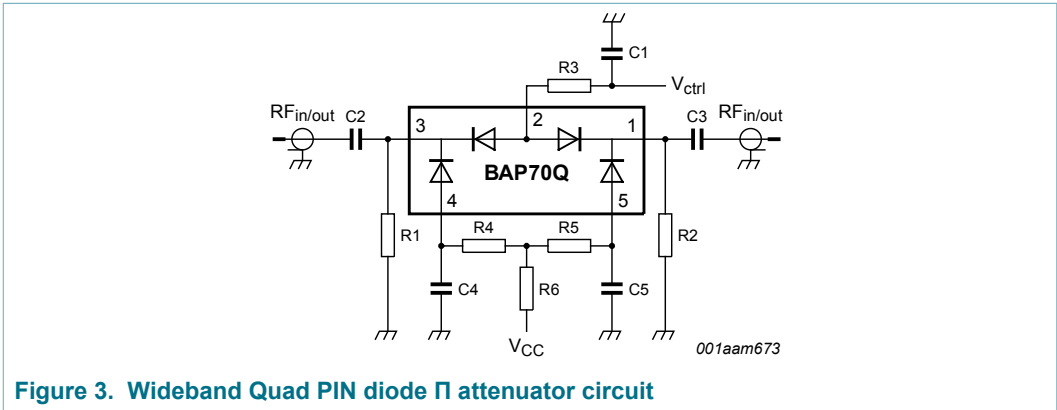 C1
R3
Vctrl
RFin/out
C2
3
2
1
C3
RFin/out
BAP70Q
4
5
R1
R4
R5
R2
C4
R6
C5
VCC
001aam673
Figure 3. Wideband Quad PIN diode Π attenuator circuit